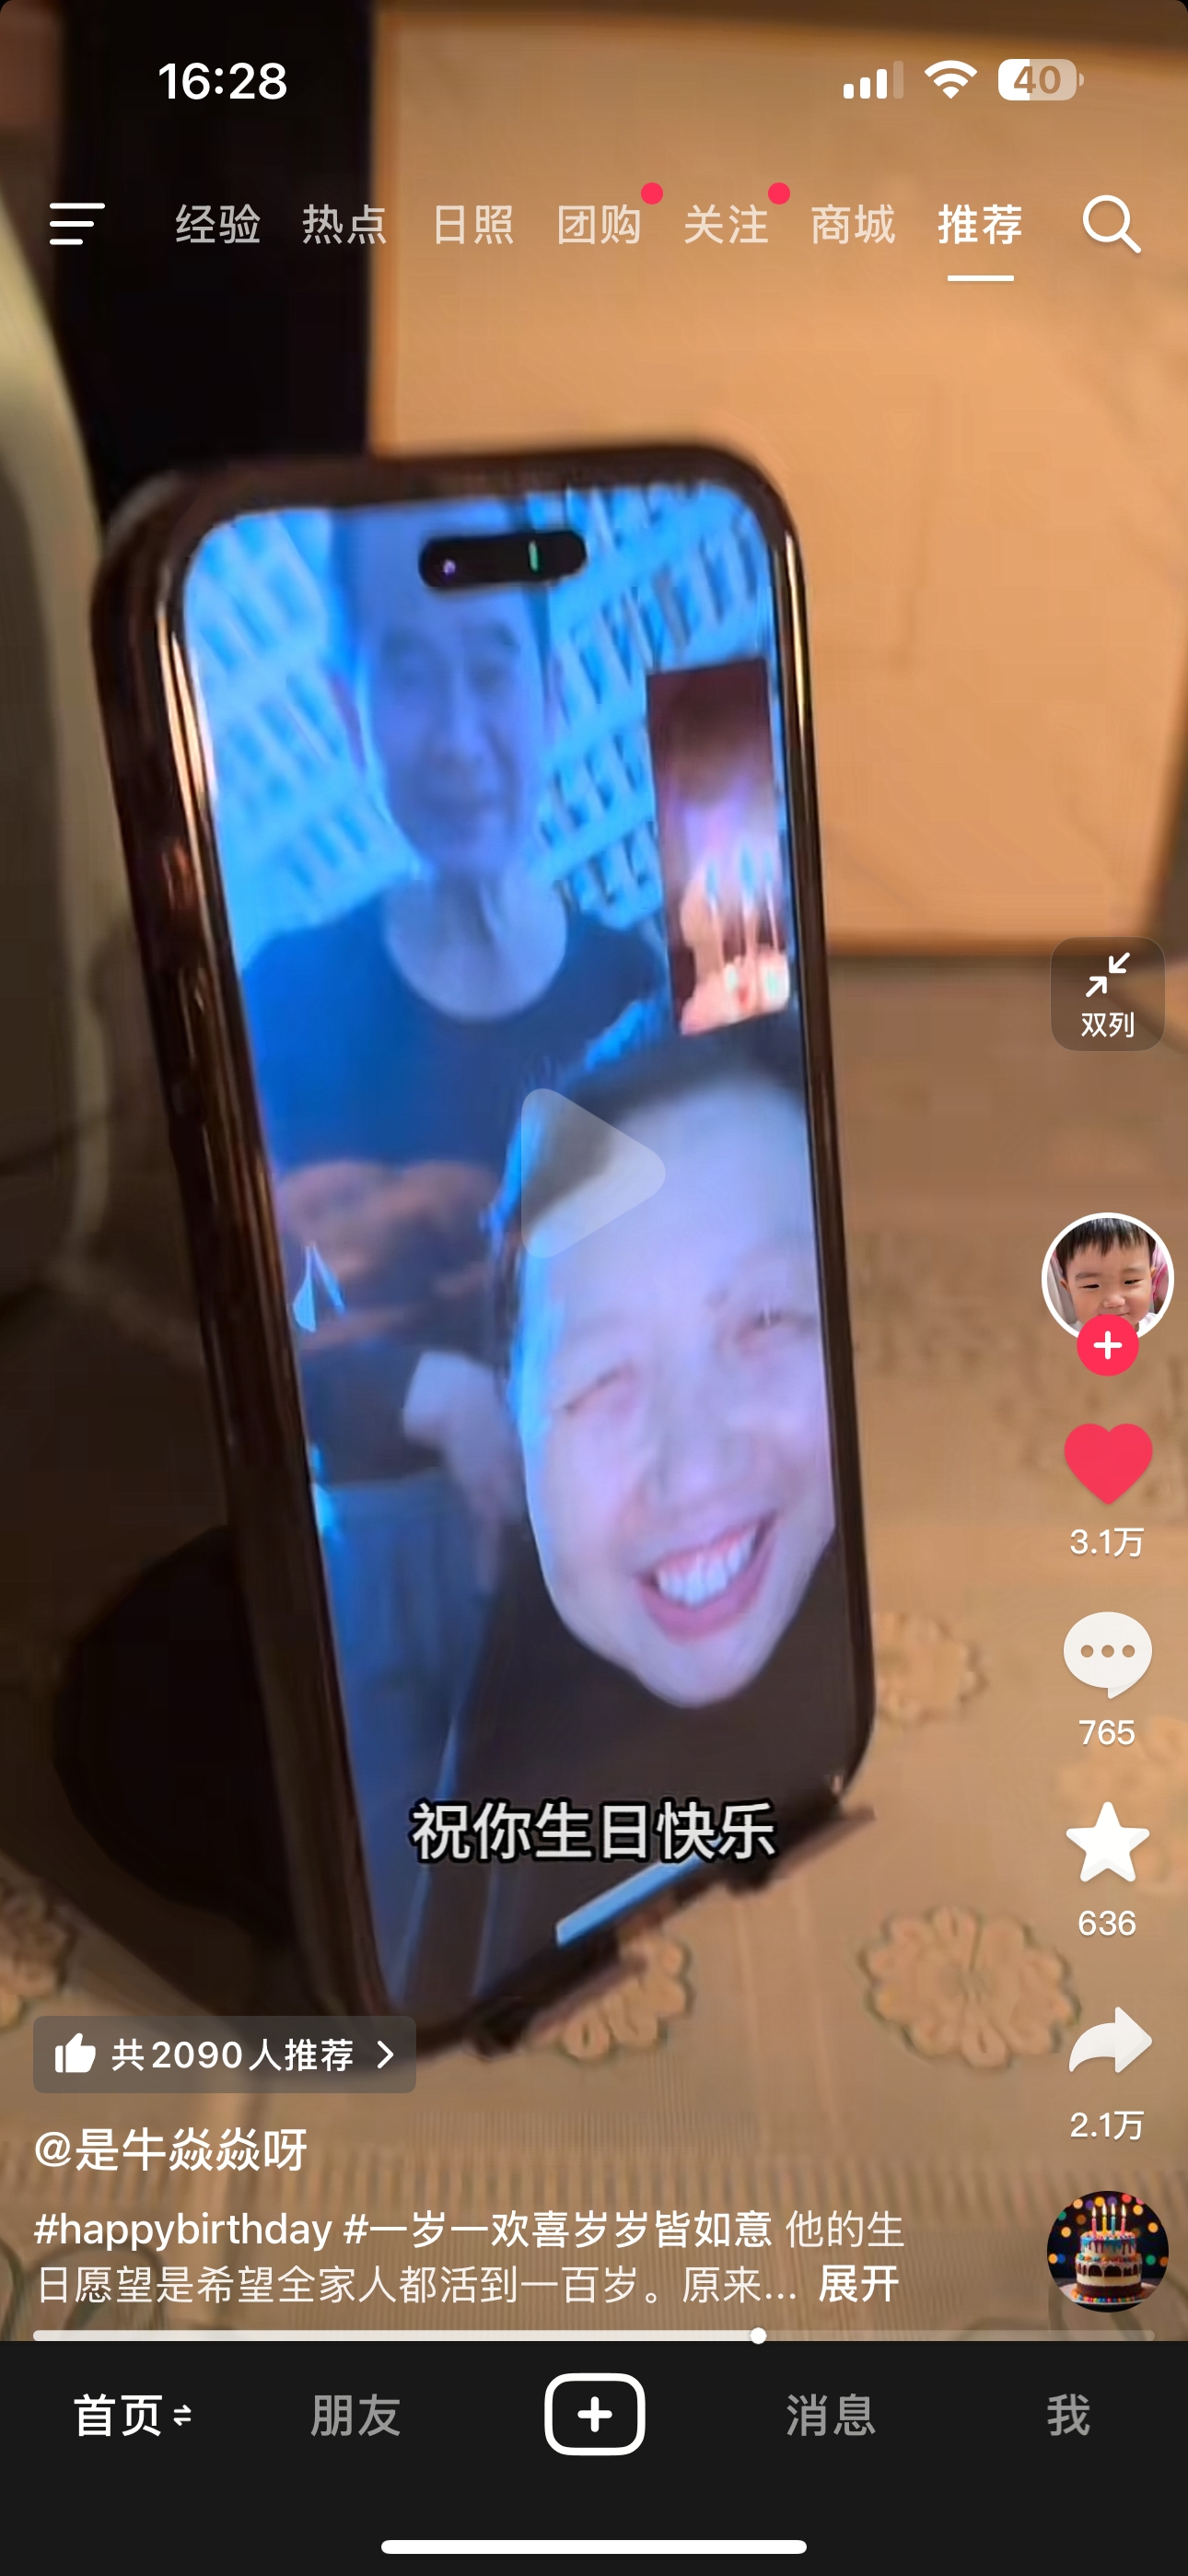 16:28
40
经验 热点 日照 团购 关注 商城 推荐
双列
3.1万
765
636
2.1万
祝你生日快乐
共2090人推荐
@是牛焱焱呀
#happybirthday #一岁一欢喜岁岁皆如意 他的生
日愿望是希望全家人都活到一百岁。原来... 展开
首页 朋友 消息 我